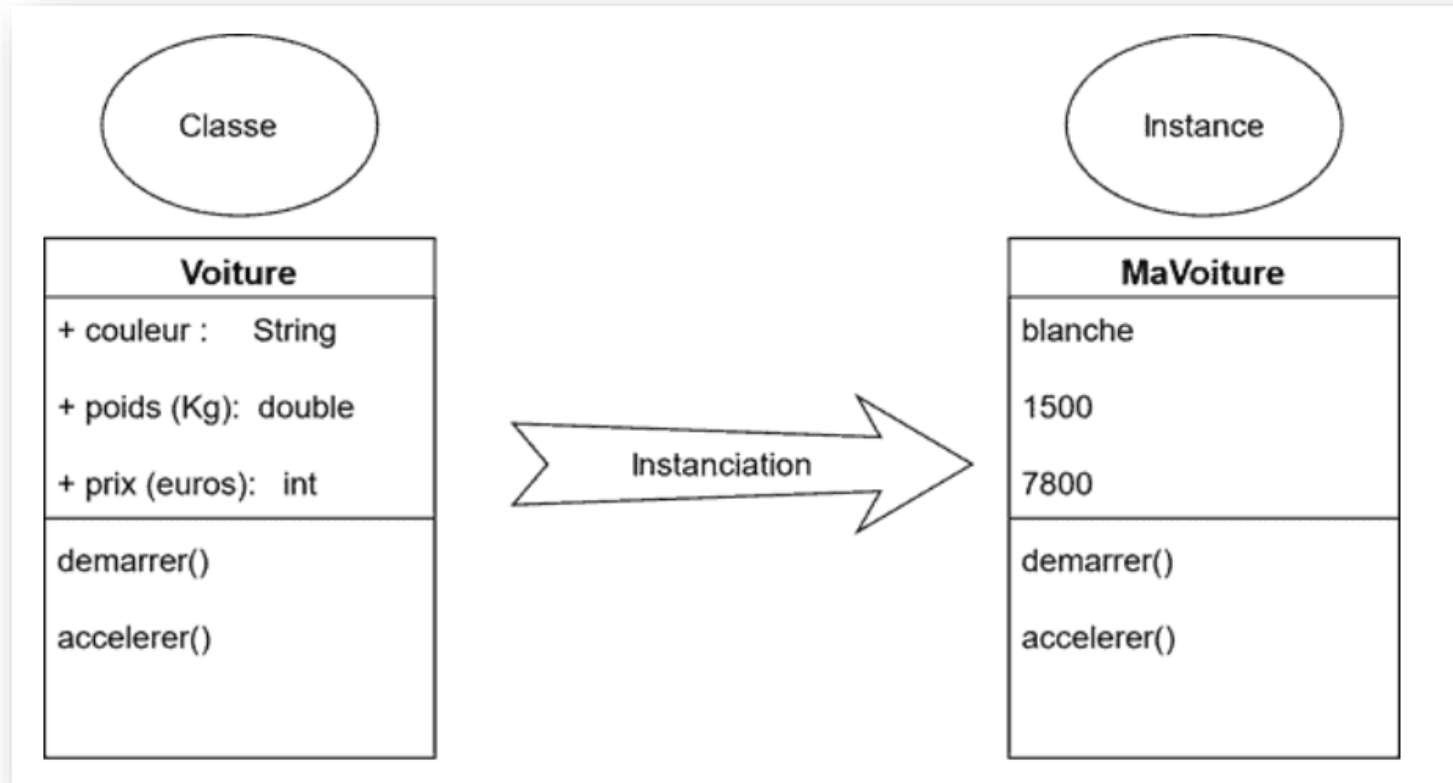 Classe
Voiture
+ couleur : String
+ poids (Kg): double
+ prix (euros): int
demarrer()
accelerer()
Instanciation
Instance
MaVoiture
blanche
1500
7800
demarrer()
accelerer()